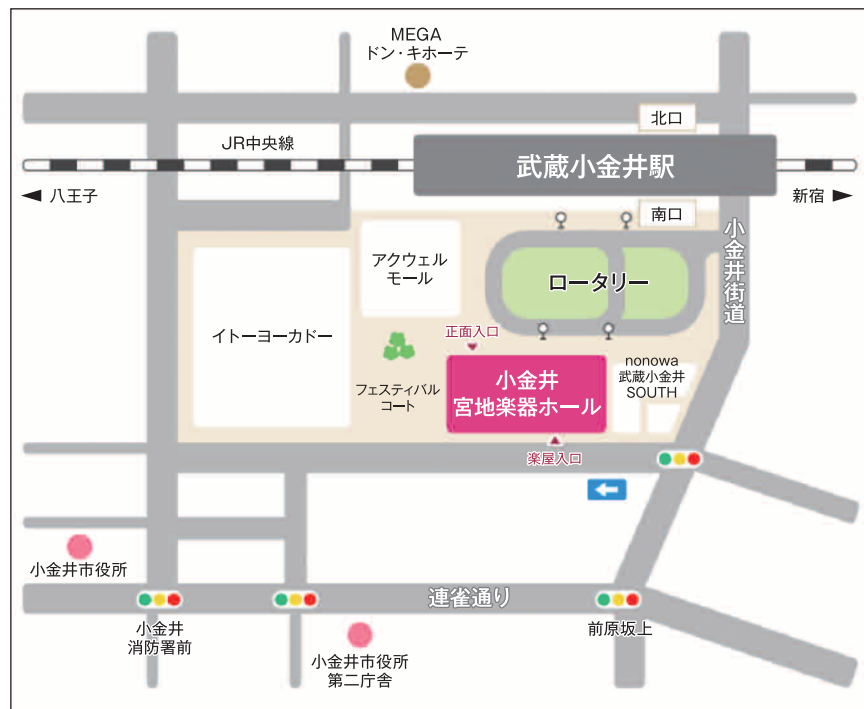 MEGA
ドン・キホーテ
北口
JR中央線
武蔵小金井駅
八王子
新宿
南口
小金井街道
アクウェル
モール
ロータリー
イトーヨーカドー
正面入口
フェスティバル
コート
小金井
宮地楽器ホール
nonowa
武蔵小金井
SOUTH
楽屋入口
小金井市役所
連雀通り
小金井
消防署前
前原坂上
小金井市役所
第二庁舎